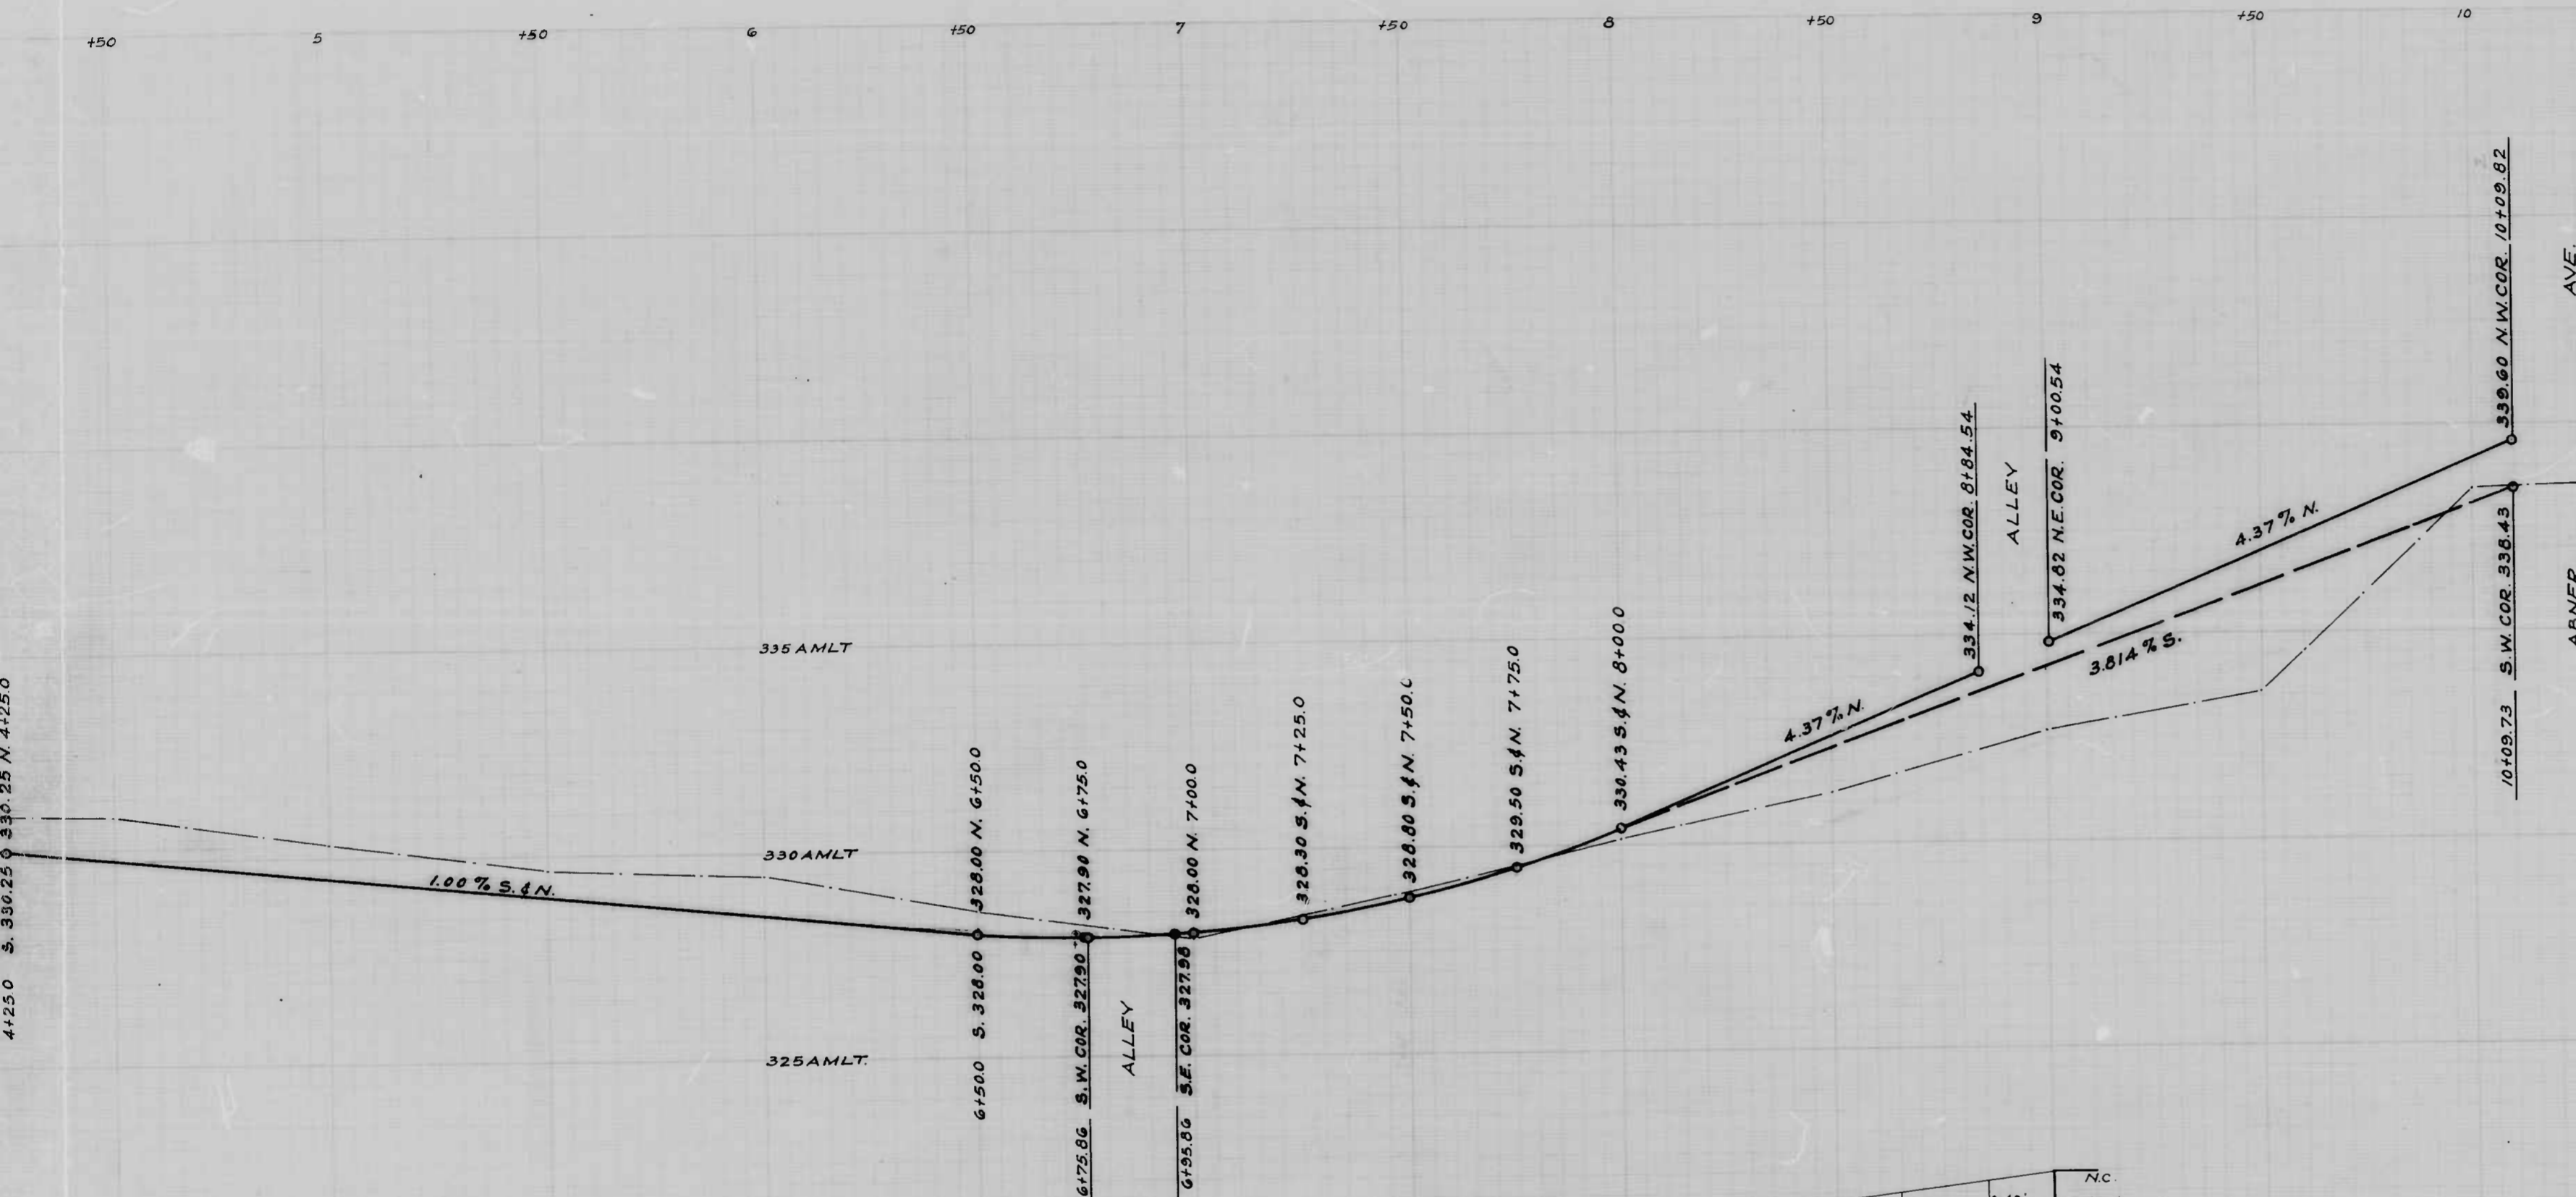 +50 5 +50 6 +50 7 +50 8 +50 9 +50 10
4+25.0 S. 330.25 330.25 N. 4+25.0
1.00 % S. & N.
335 AMLT
330 AMLT
325 AMLT.
328.00 N. 6+50.0
6+50.0 S. 328.00
327.90 N. 6+75.0
6+75.86 S.W. COR. 327.90
ALLEY
328.00 N. 7+00.0
6+95.86 S.E. COR. 327.98
328.30 S. & N. 7+25.0
328.80 S. & N. 7+50.0
329.50 S. & N. 7+75.0
330.43 S. & N. 8+00.0
4.37 % N.
334.12 N.W. COR. 8+84.54
ALLEY
334.82 N.E. COR. 9+00.54
3.814 % S.
4.37 % N.
339.60 N.W. COR. 10+09.82
10+09.73 S.W. COR. 338.43
ABNER AVE.
N.C.